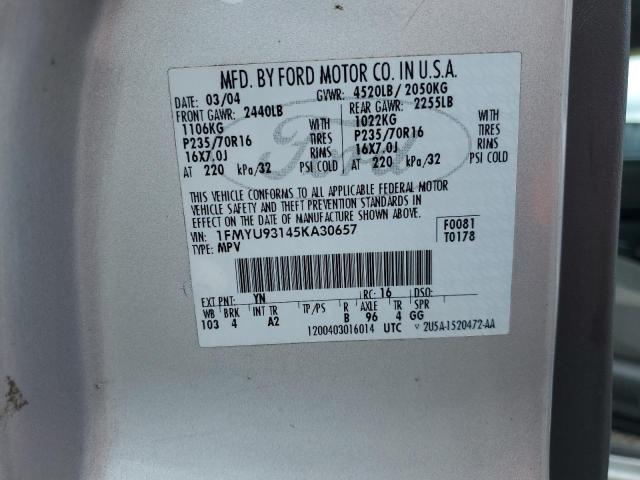 MFD. BY FORD MOTOR CO. IN U.S.A.
DATE: 03/04 GVWR: 4520LB/ 2050KG
FRONT GAWR: 2440LB REAR GAWR: 2255LB
1106KG WITH 1022KG WITH
P235/70R16 TIRES P235/70R16 TIRES
16X7.0J RIMS 16X7.0J RIMS
AT 220 kPa/32 PSI COLD AT 220 kPa/32 PSI COLD
THIS VEHICLE CONFORMS TO ALL APPLICABLE FEDERAL MOTOR
VEHICLE SAFETY AND THEFT PREVENTION STANDARDS IN
EFFECT ON THE DATE OF MANUFACTURE SHOWN ABOVE.
VIN: 1FMYU93145KA30657 F0081
TYPE: MPV T0178
EXT PNT: YN RC: 16 DSO:
WB BRK INT TR TP/PS R AXLE TR SPR
103 4 A2 B 96 4 GG
1200403016014 UTC 2U5A-1520472-AA
Ford